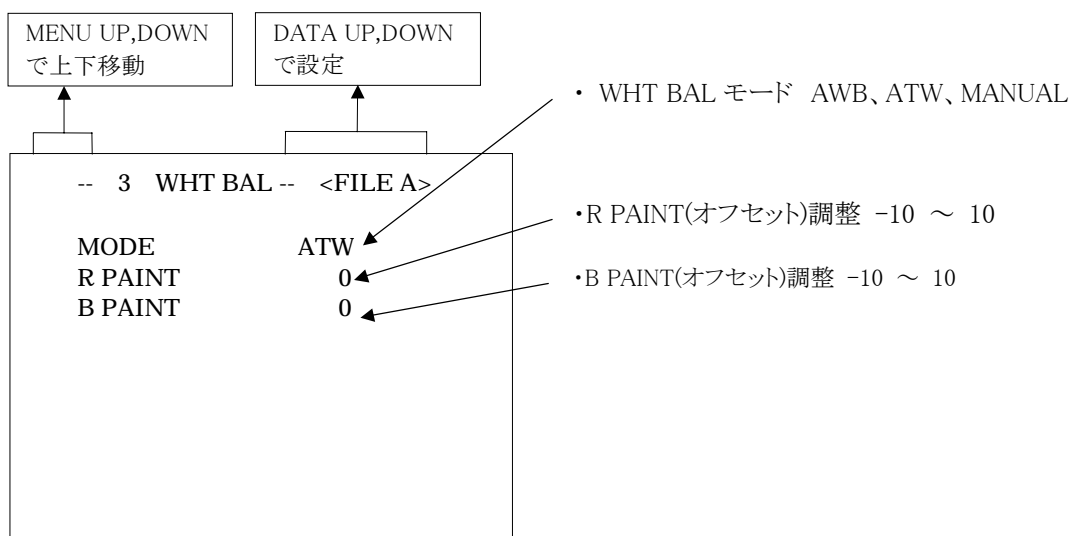 MENU UP,DOWN
で上下移動
DATA UP,DOWN
で設定
・ WHT BAL モード AWB、ATW、MANUAL
-- 3 WHT BAL -- <FILE A>
・R PAINT(オフセット)調整 -10 ～ 10
MODE ATW
R PAINT 0
・B PAINT(オフセット)調整 -10 ～ 10
B PAINT 0